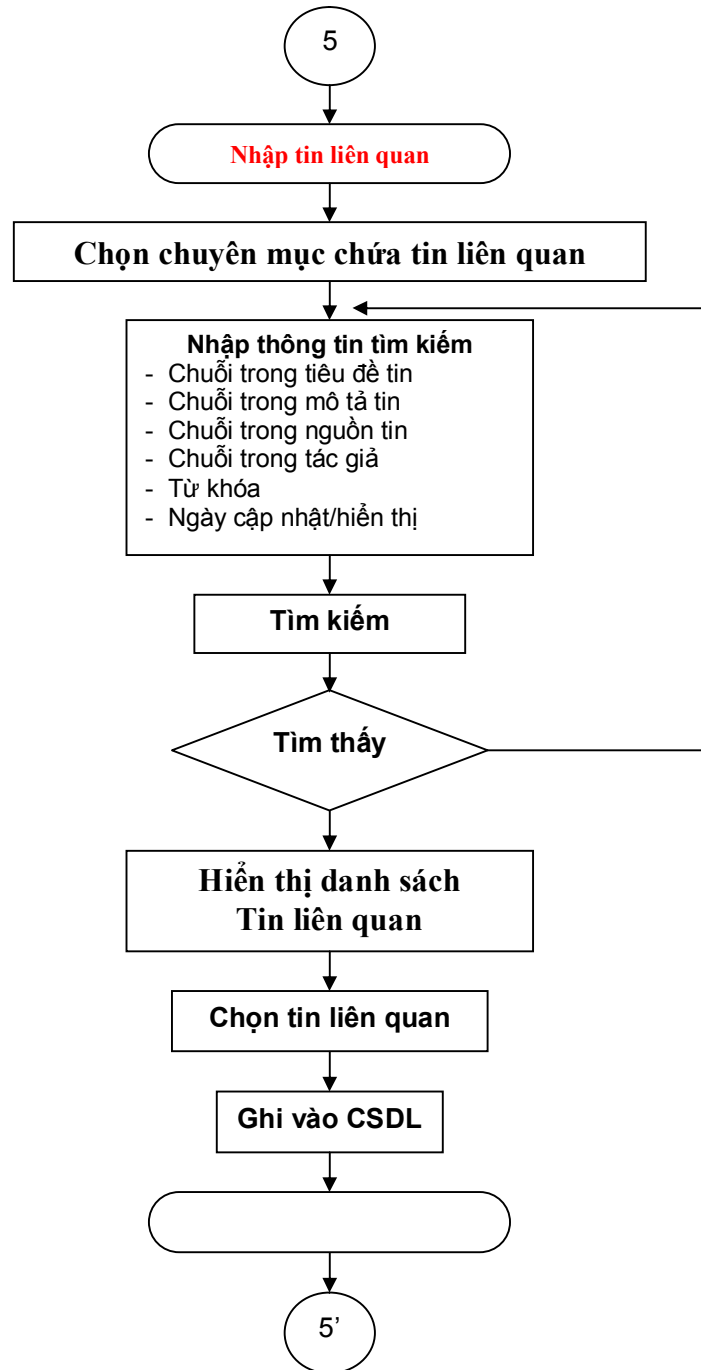 5
Nhập tin liên quan
Chọn chuyên mục chứa tin liên quan
Nhập thông tin tìm kiếm
- Chuỗi trong tiêu đề tin
- Chuỗi trong mô tả tin
- Chuỗi trong nguồn tin
- Chuỗi trong tác giả
- Từ khóa
- Ngày cập nhật/hiển thị
Tìm kiếm
Tìm thấy
Hiển thị danh sách
Tin liên quan
Chọn tin liên quan
Ghi vào CSDL
5’